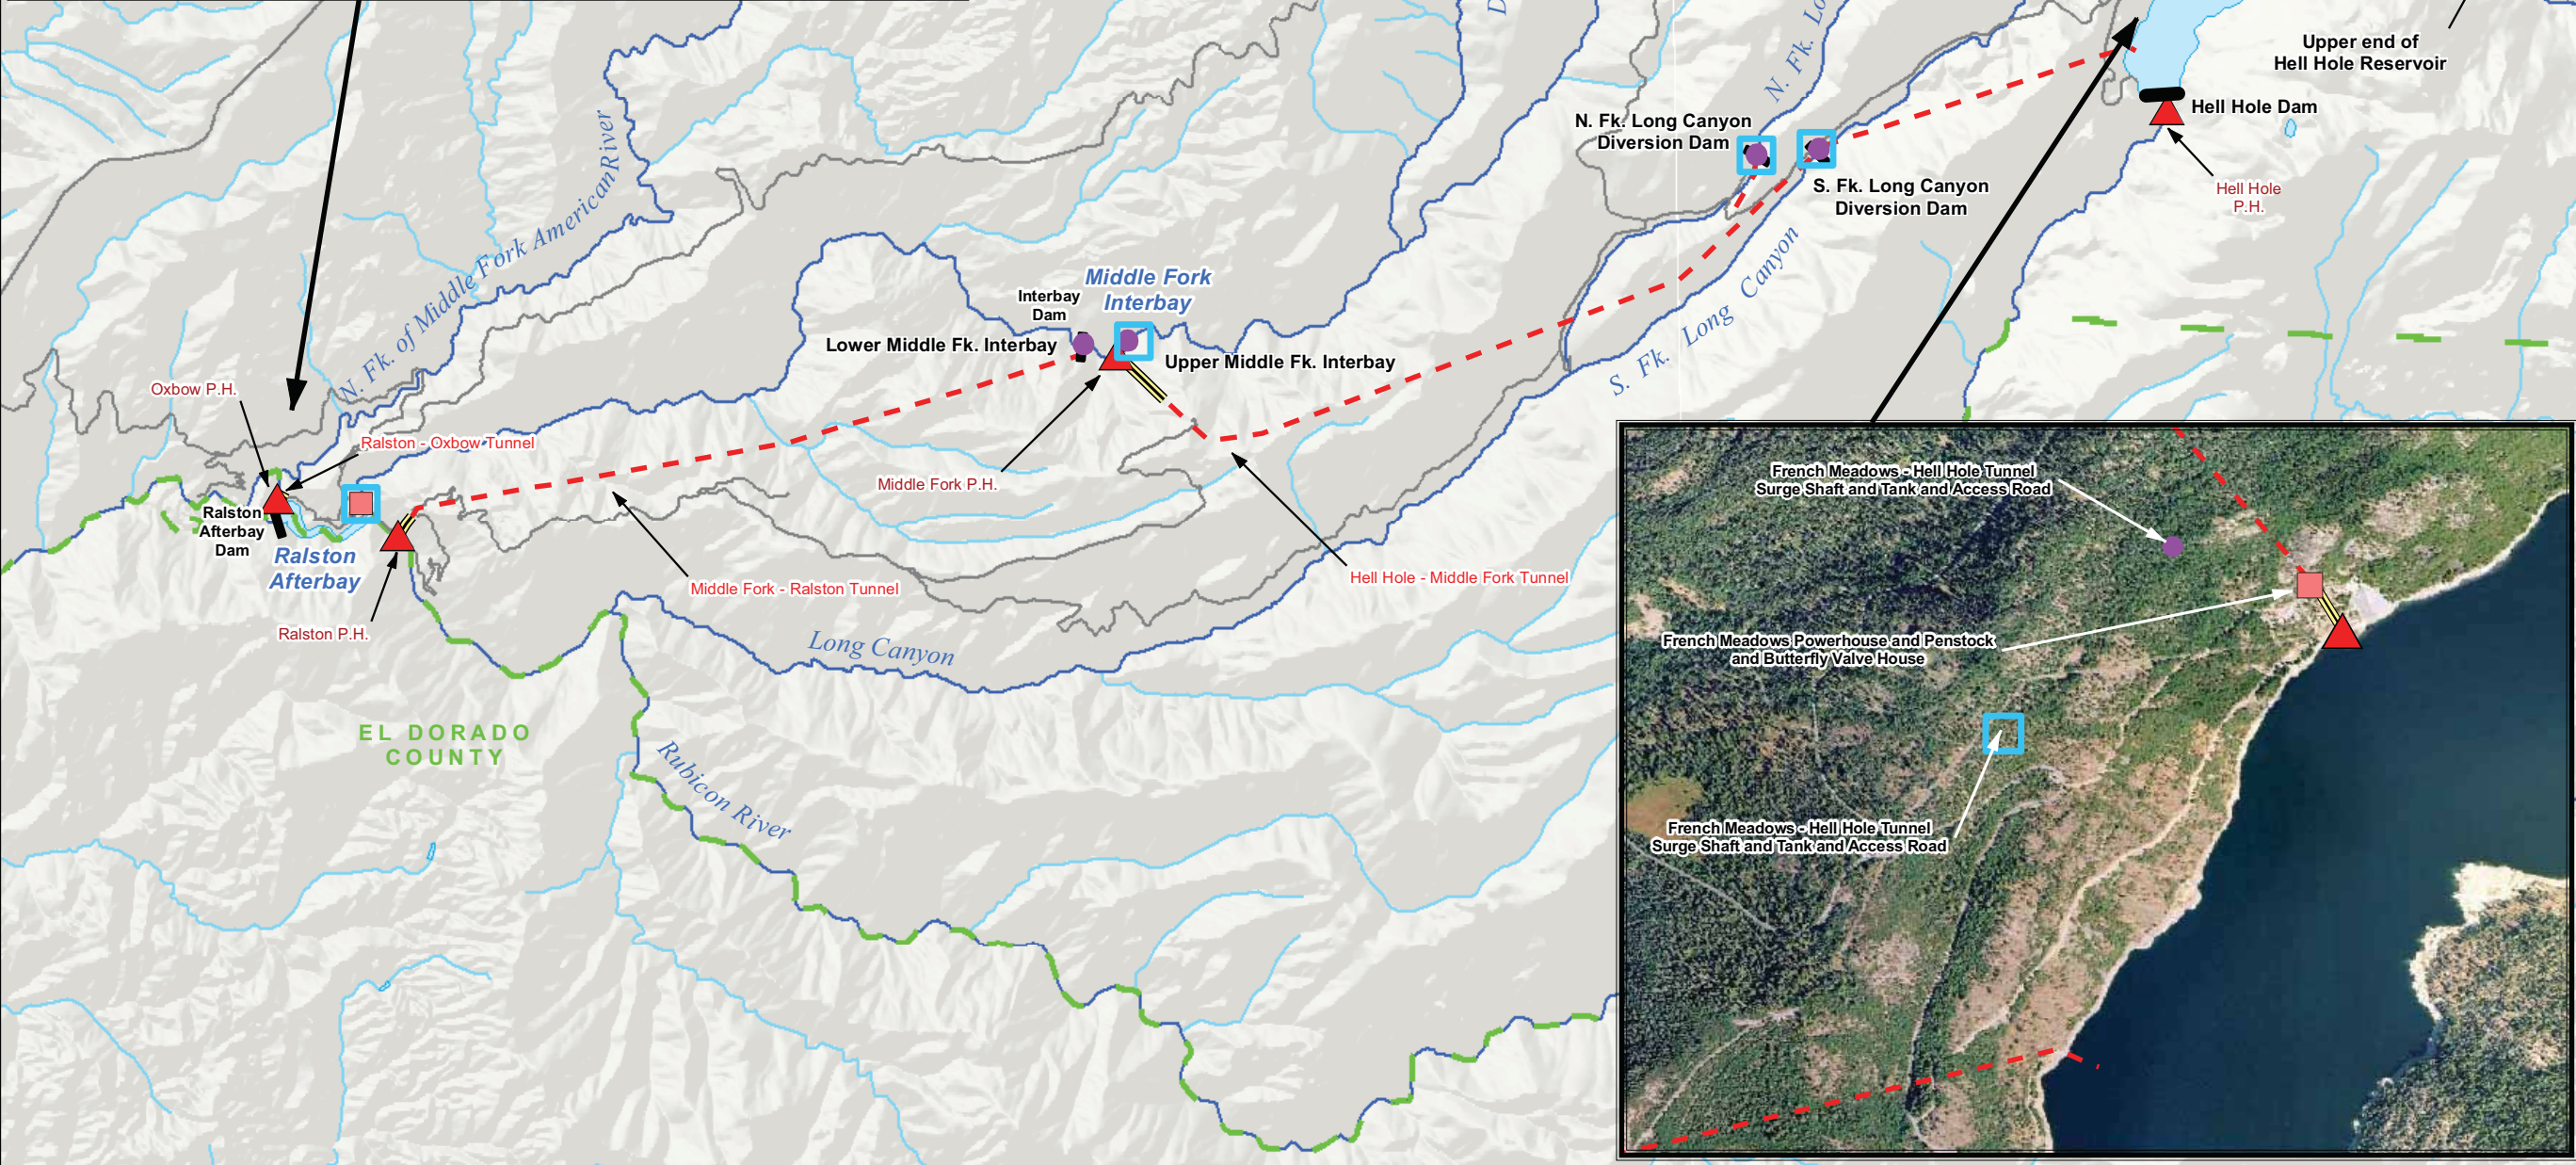 D
N. Fk. Lo
Upper end of
Hell Hole Reservoir
Hell Hole Dam
N. Fk. Long Canyon
Diversion Dam
S. Fk. Long Canyon
Diversion Dam
Hell Hole
P.H.
N. Fk. of Middle Fork American River
Middle Fork
Interbay
Interbay
Dam
Lower Middle Fk. Interbay
Upper Middle Fk. Interbay
S. Fk. Long Canyon
Oxbow P.H.
Ralston - Oxbow Tunnel
Middle Fork P.H.
Ralston
Afterbay
Dam
Ralston
Afterbay
Middle Fork - Ralston Tunnel
Hell Hole - Middle Fork Tunnel
Ralston P.H.
Long Canyon
EL DORADO
COUNTY
Rubicon River
French Meadows - Hell Hole Tunnel
Surge Shaft and Tank and Access Road
French Meadows Powerhouse and Penstock
and Butterfly Valve House
French Meadows - Hell Hole Tunnel
Surge Shaft and Tank and Access Road